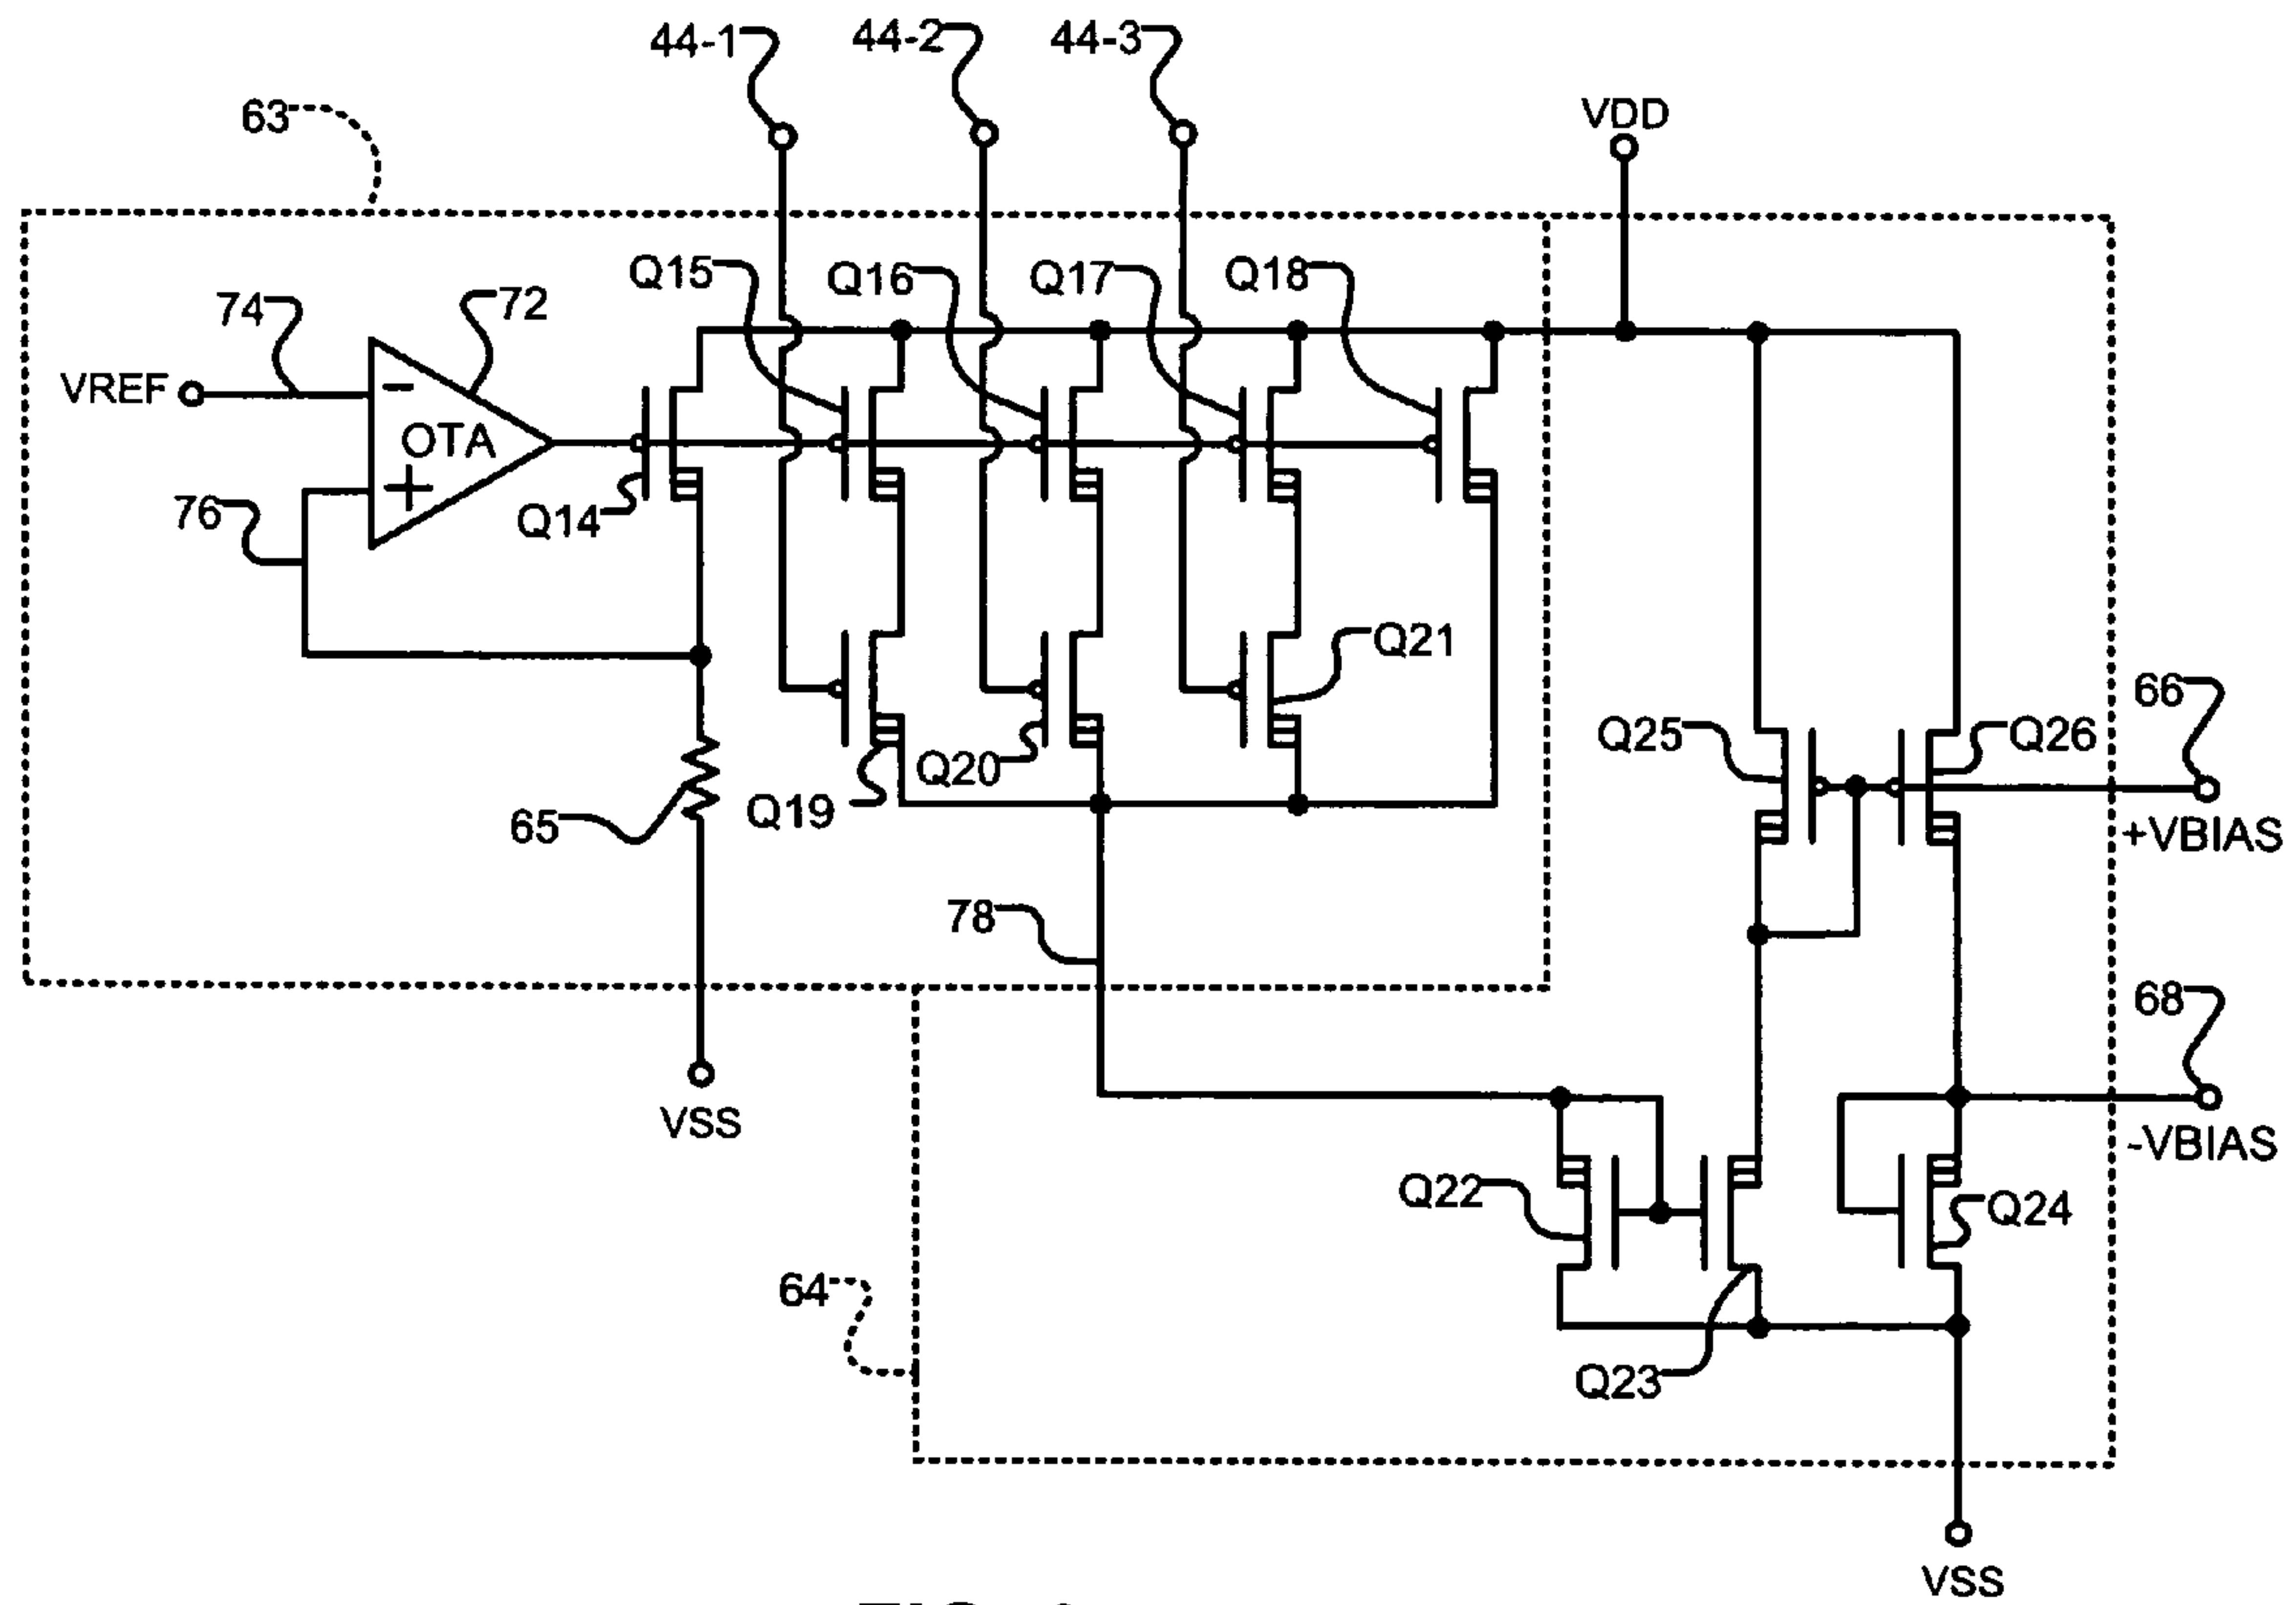 44-1
44-2
44-3
63
VDD
Q15
Q16
Q17
Q18
74
72
VREF
-
OTA
+
76
Q14
Q21
66
Q25
Q26
Q20
Q19
65
+VBIAS
78
68
VSS
-VBIAS
Q22
Q24
64
Q23
VSS